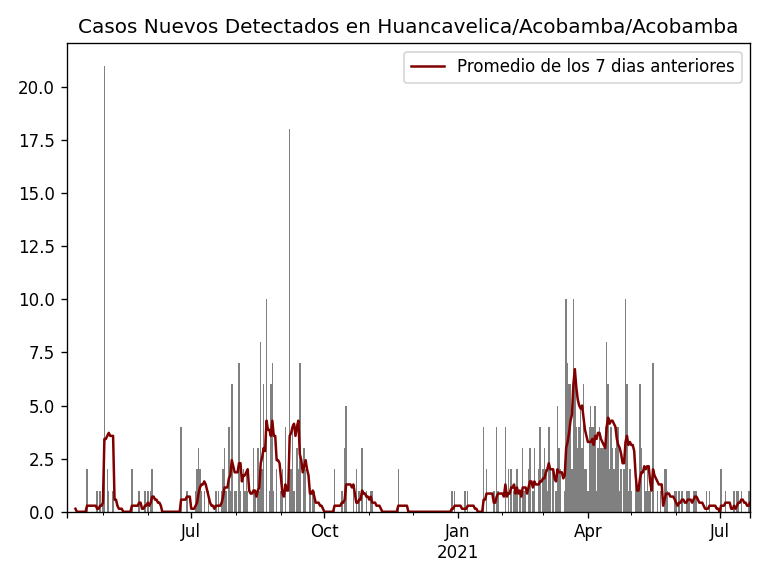 Casos Nuevos Detectados en Huancavelica/Acobamba/Acobamba
Promedio de los 7 dias anteriores
20.0
17.5
15.0
12.5
10.0
7.5
5.0
2.5
0.0
Jul
Oct
Jan
2021
Apr
Jul